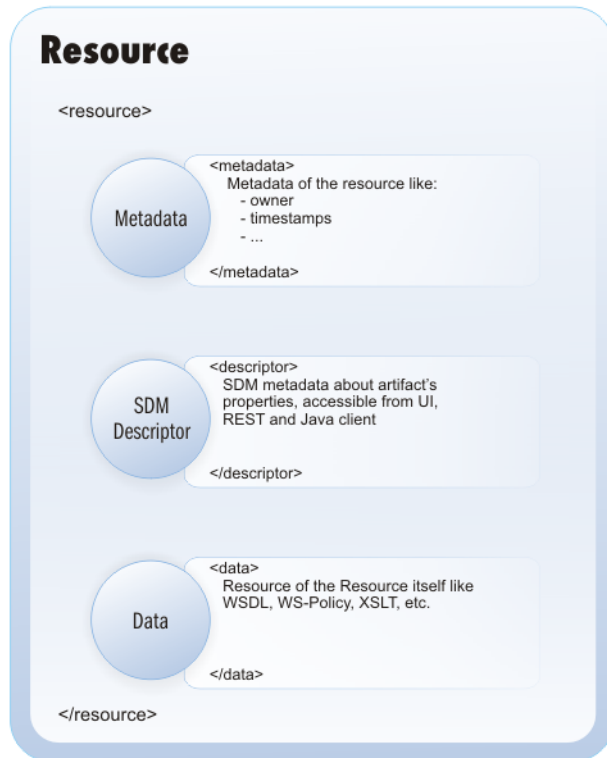 Resource
<resource>
Metadata
<metadata>
Metadata of the resource like:
- owner
- timestamps
- ...
</metadata>
SDM
Descriptor
<descriptor>
SDM metadata about artifact's
properties, accessible from UI,
REST and Java client
</descriptor>
Data
<data>
Resource of the Resource itself like
WSDL, WS-Policy, XSLT, etc.
</data>
</resource>